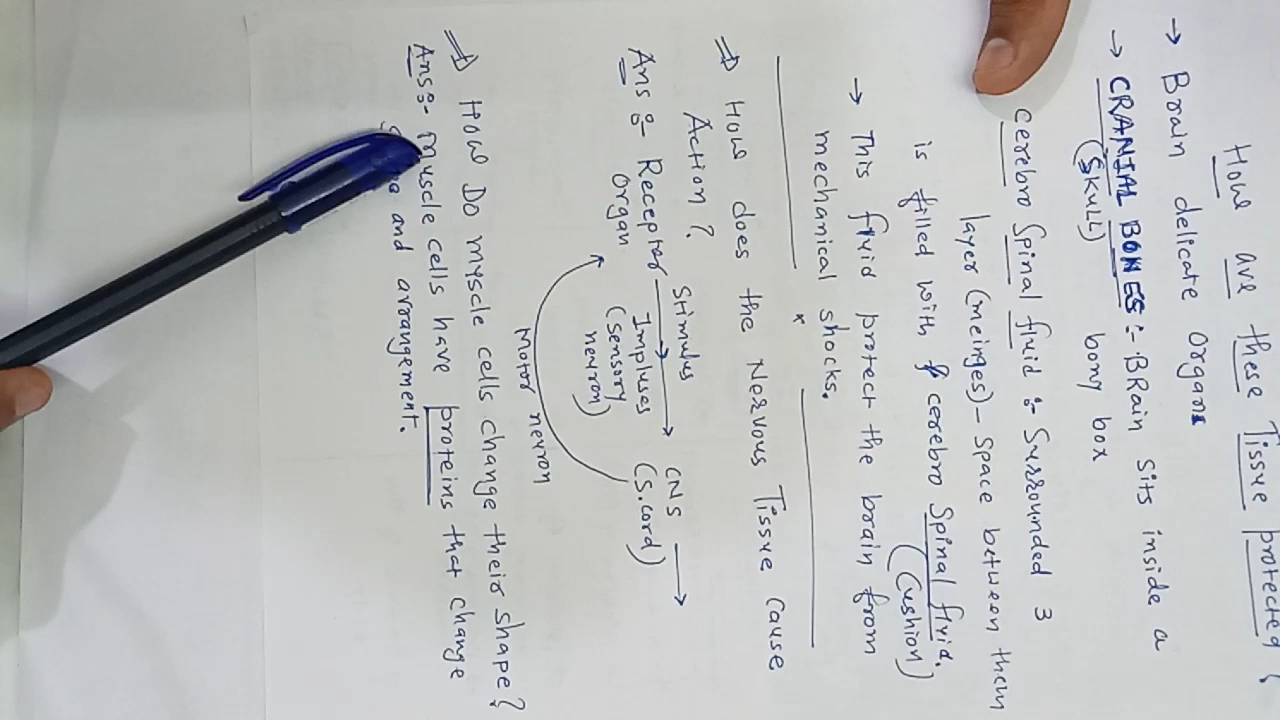 How are these Tissue protected ?
→ Brain delicate organs
→ CRANIAL BONES :- BRain sits inside a
(SKULL) bony box
cerebro Spinal fluid :- Surrounded 3
layer (meinges) - Space between them
is filled with cerebro Spinal fluid.
(Cushion)
→ This fluid protect the brain from
mechanical shocks.
x
⇒ How does the Nervous Tissue cause
Action ?
Stimulus
Ans :- Receptor → CNS →
Organ Impluses (S.cord)
(sensory
neuron)
Motor neuron
⇒ How Do muscle cells change their shape ?
Ans :- muscle cells have proteins that change
and arrangement.